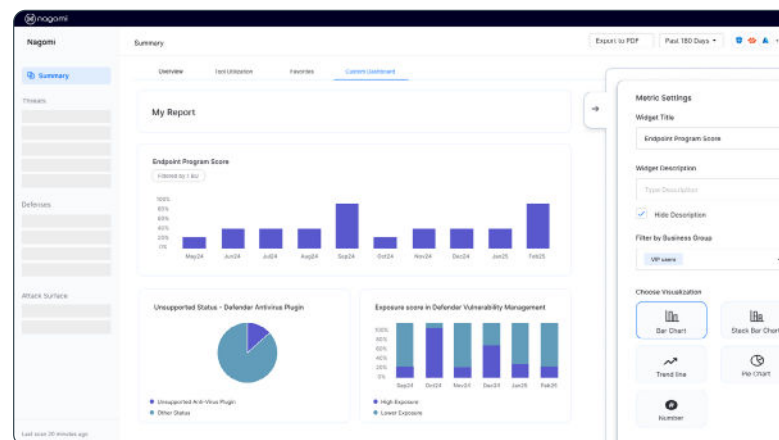 nagomi
Nagomi
Summary
Export to PDF
Past 180 Days
Summary
Overview
Tool Utilization
Favorites
Custom Dashboard
Threats
Defenses
Attack Surface
Last scan 20 minutes ago
My Report
Endpoint Program Score
Filtered by 1 BU
100%
80%
60%
40%
20%
0%
May24 Jun24 Jul24 Aug24 Sep24 Oct24 Nov24 Dec24 Jan25 Feb25
Unsupported Status - Defender Antivirus Plugin
Unsupported Anti-Virus Plugin
Other Status
Exposure score in Defender Vulnerability Management
100%
80%
60%
40%
20%
0%
Sep24 Oct24 Nov24 Dec24 Jan25 Feb25
High Exposure
Lower Exposure
Metric Settings
Widget Title
Endpoint Program Score
Widget Description
Type Description
Hide Description
Filter by Business Group
VIP users
Choose Visualization
Bar Chart
Stack Bar Chart
Trend line
Pie Chart
Number